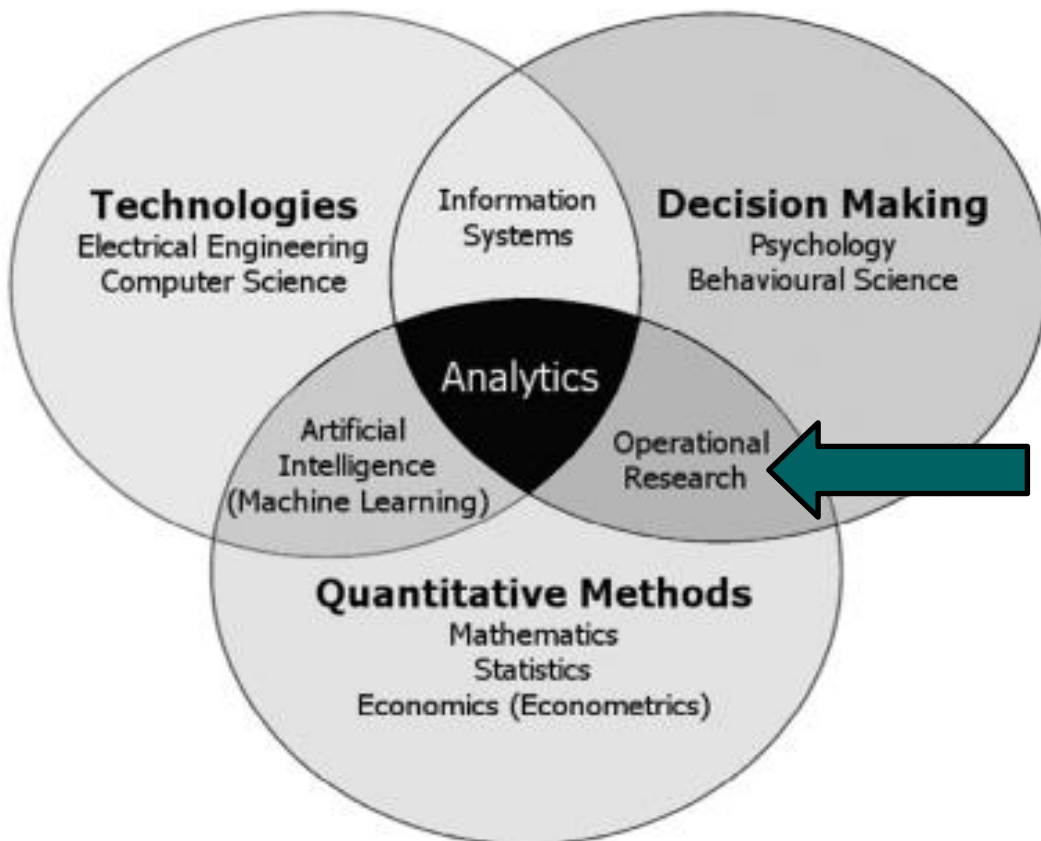 Technologies
Electrical Engineering
Computer Science
Information
Systems
Decision Making
Psychology
Behavioural Science
Analytics
Artificial
Intelligence
(Machine Learning)
Operational
Research
Quantitative Methods
Mathematics
Statistics
Economics (Econometrics)